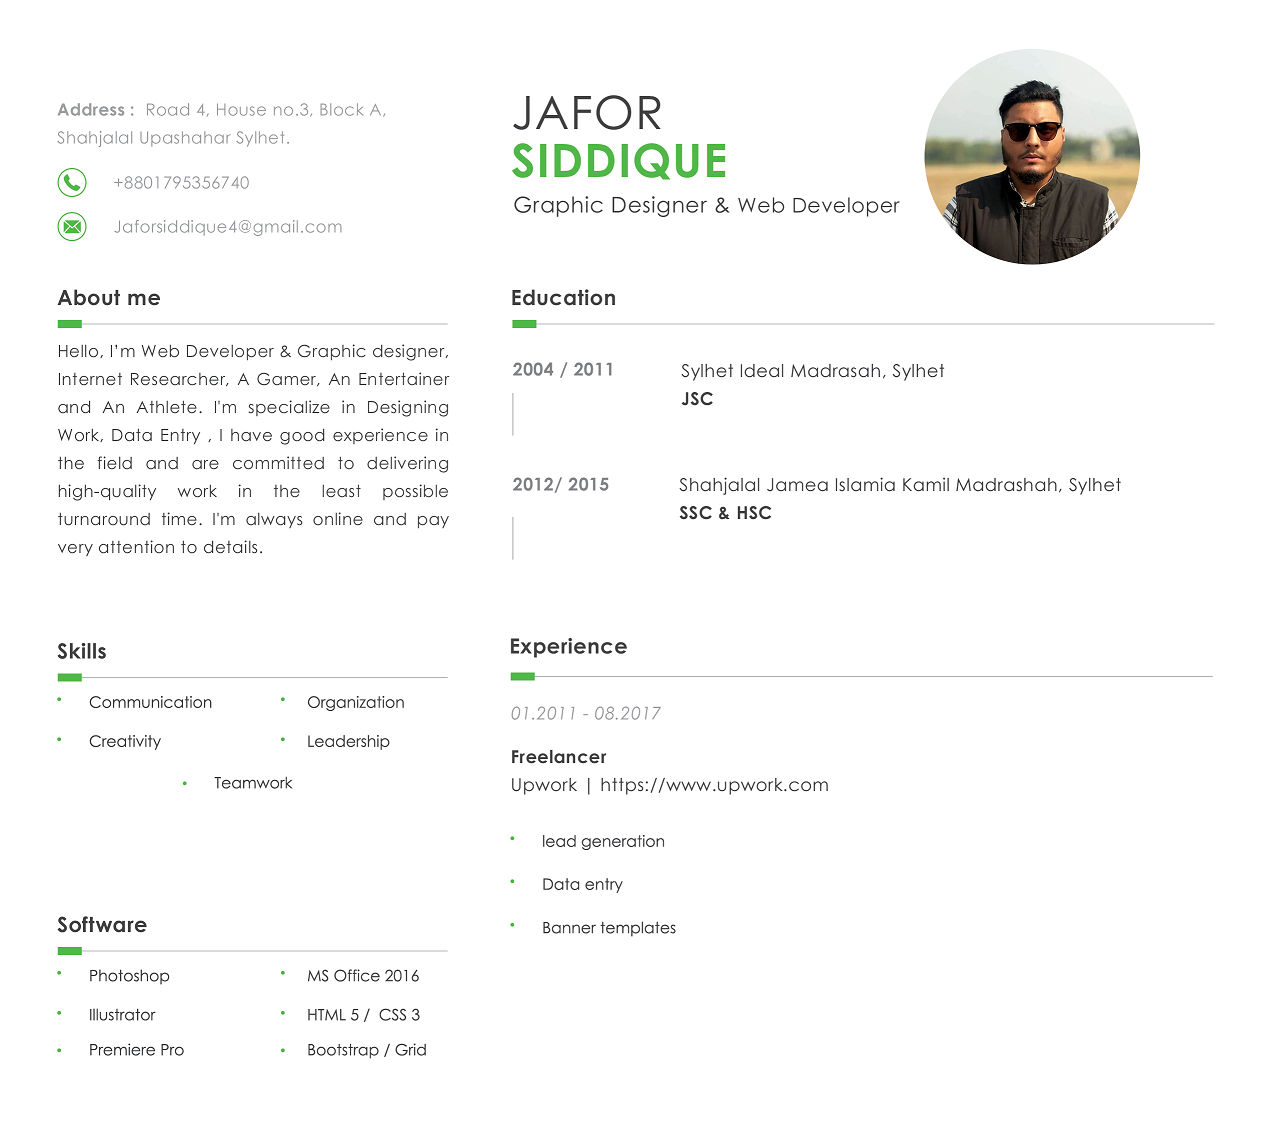 Address :  Road 4, House no.3, Block A,
Shahjalal Upashahar Sylhet.
+8801795356740
Jaforsiddique4@gmail.com
JAFOR
SIDDIQUE
Graphic Designer & Web Developer
About me
Hello, I'm Web Developer & Graphic designer,
Internet Researcher, A Gamer, An Entertainer
and An Athlete. I'm specialize in Designing
Work, Data Entry , I have good experience in
the field and are committed to delivering
high-quality work in the least possible
turnaround time. I'm always online and pay
very attention to details.
Skills
• Communication • Organization
• Creativity • Leadership
• Teamwork
Software
• Photoshop • MS Office 2016
• Illustrator • HTML 5 /  CSS 3
• Premiere Pro • Bootstrap / Grid
Education
2004 / 2011 Sylhet Ideal Madrasah, Sylhet
JSC
2012/ 2015 Shahjalal Jamea Islamia Kamil Madrashah, Sylhet
SSC & HSC
Experience
01.2011 - 08.2017
Freelancer
Upwork | https://www.upwork.com
• lead generation
• Data entry
• Banner templates